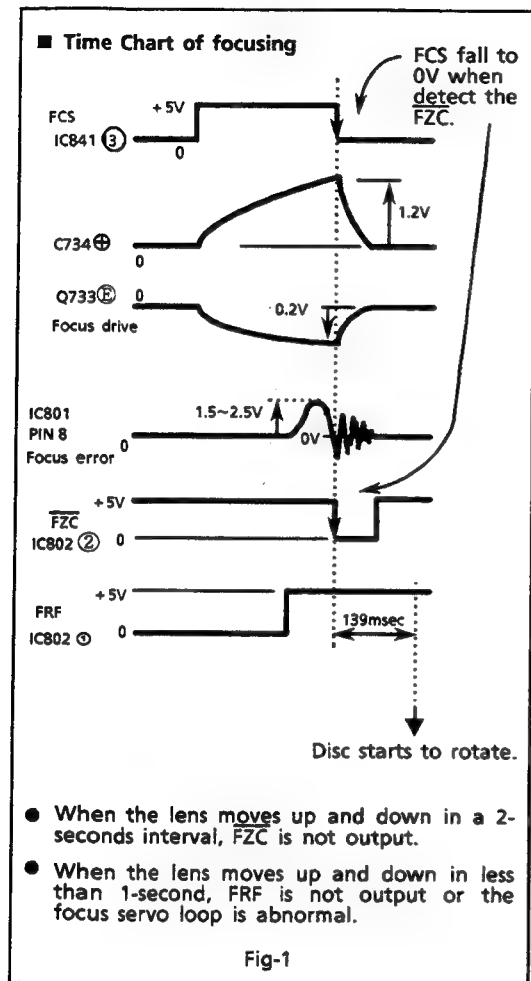 ■ Time Chart of focusing
FCS fall to
0V when
detect the
F̅Z̅C̅.
FCS
+5V
IC841 ⑬
0
C734⊕
0
1.2V
Q733Ⓔ
0
Focus drive
0.2V
IC801
PIN 8
Focus error
0
1.5~2.5V
0V
F̅Z̅C̅
+5V
IC802 ②
0
FRF
+5V
IC802 ①
0
139msec
Disc starts to rotate.
● When the lens moves up and down in a 2-
seconds interval, F̅Z̅C̅ is not output.
● When the lens moves up and down in less
than 1-second, FRF is not output or the
focus servo loop is abnormal.
Fig-1